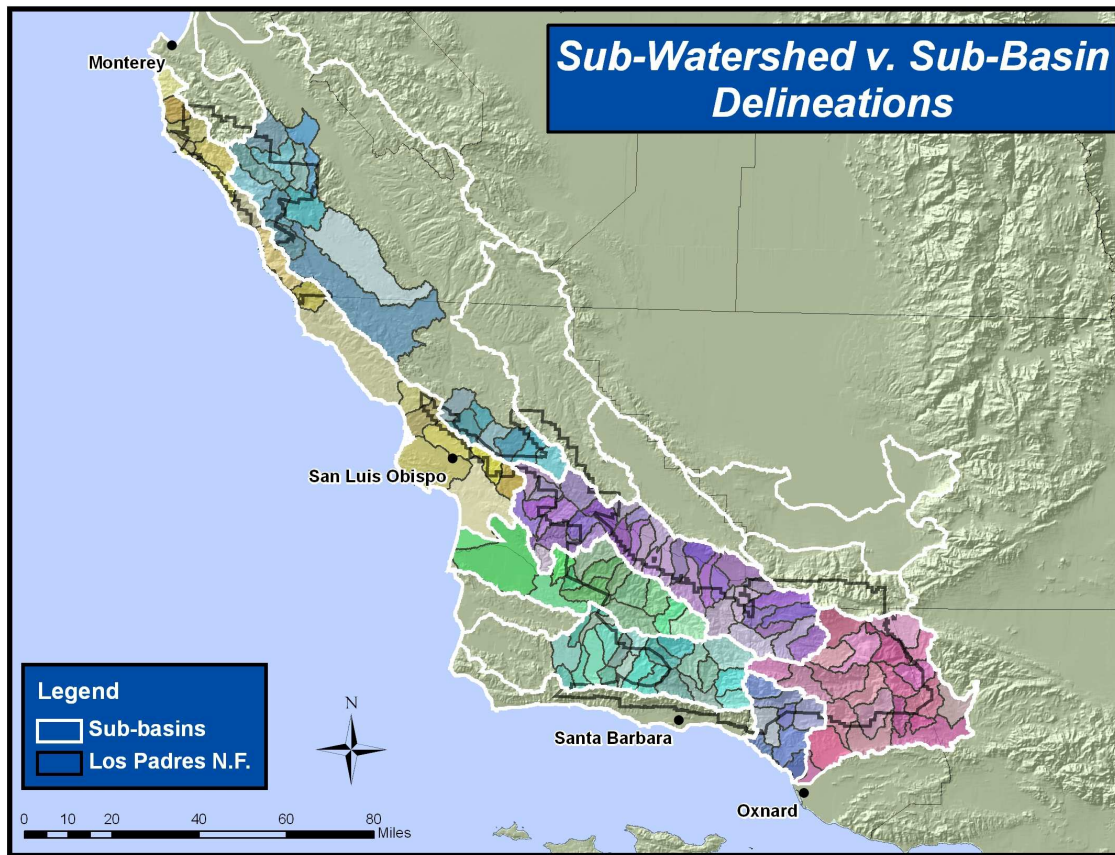 Sub-Watershed v. Sub-Basin
Delineations
Monterey
San Luis Obispo
Santa Barbara
Oxnard
Legend
Sub-basins
Los Padres N.F.
N
0 10 20 40 60 80
Miles